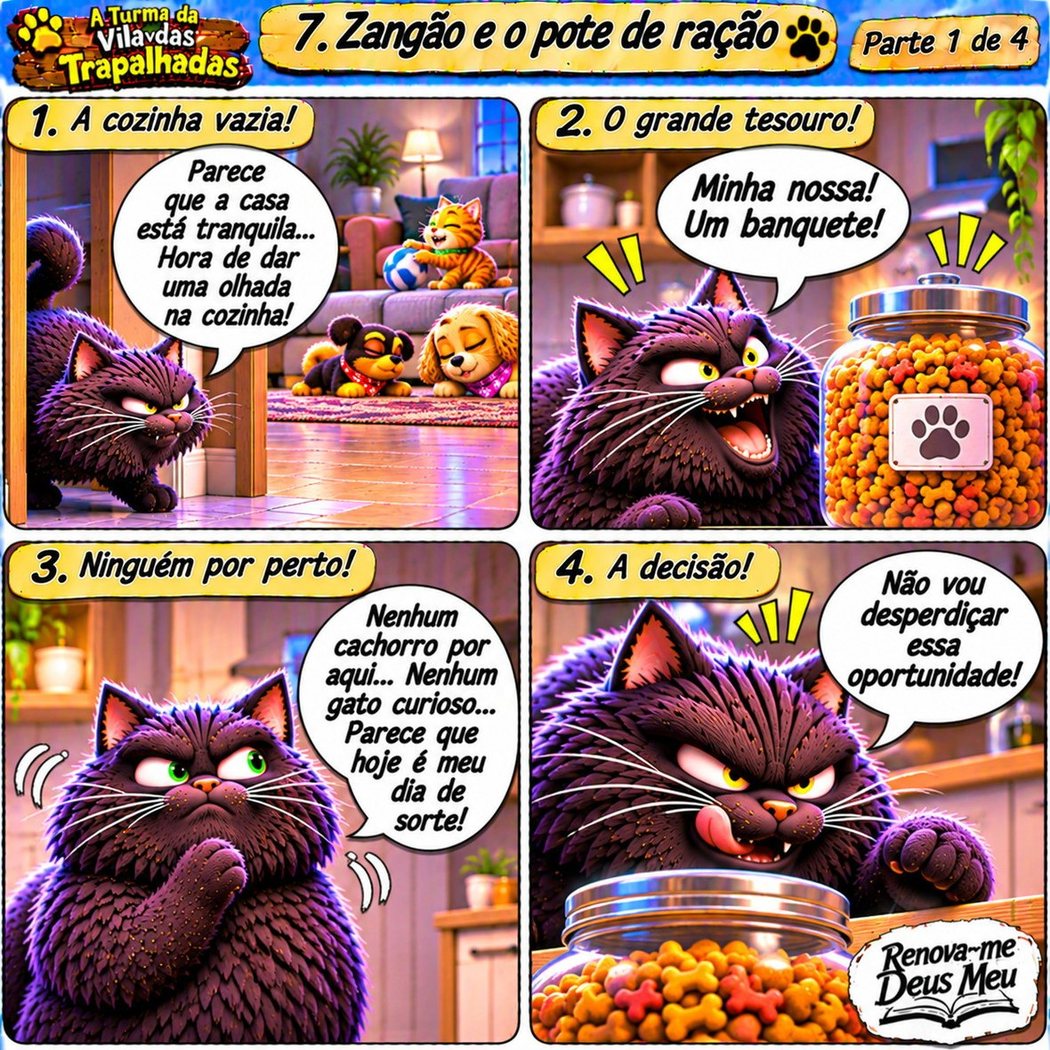 A Turma da
Vila das
Trapalhadas
7. Zangão e o pote de ração
Parte 1 de 4
1. A cozinha vazia!
Parece
que a casa
está tranquila...
Hora de dar
uma olhada
na cozinha!
2. O grande tesouro!
Minha nossa!
Um banquete!
3. Ninguém por perto!
Nenhum
cachorro por
aqui... Nenhum
gato curioso...
Parece que
hoje é meu
dia de
sorte!
4. A decisão!
Não vou
desperdiçar
essa
oportunidade!
Renova-me
Deus Meu